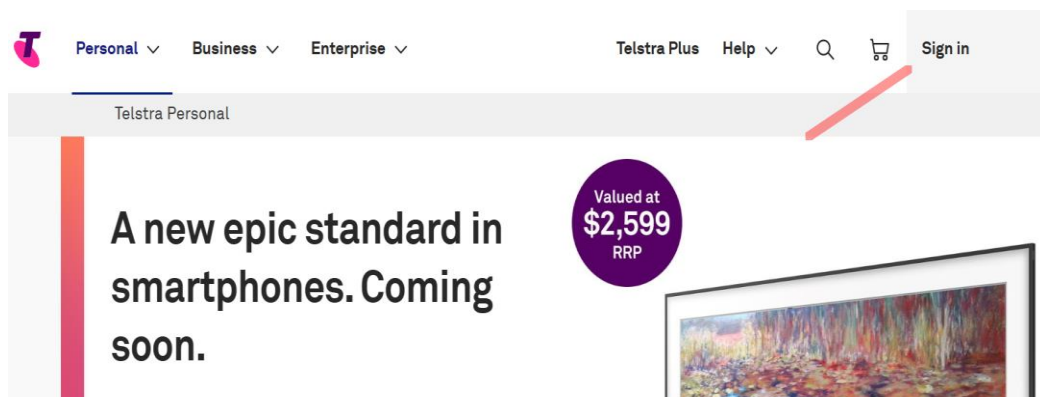 T Personal Business Enterprise Telstra Plus Help Sign in
Telstra Personal
A new epic standard in
smartphones. Coming
soon.
Valued at
$2,599
RRP